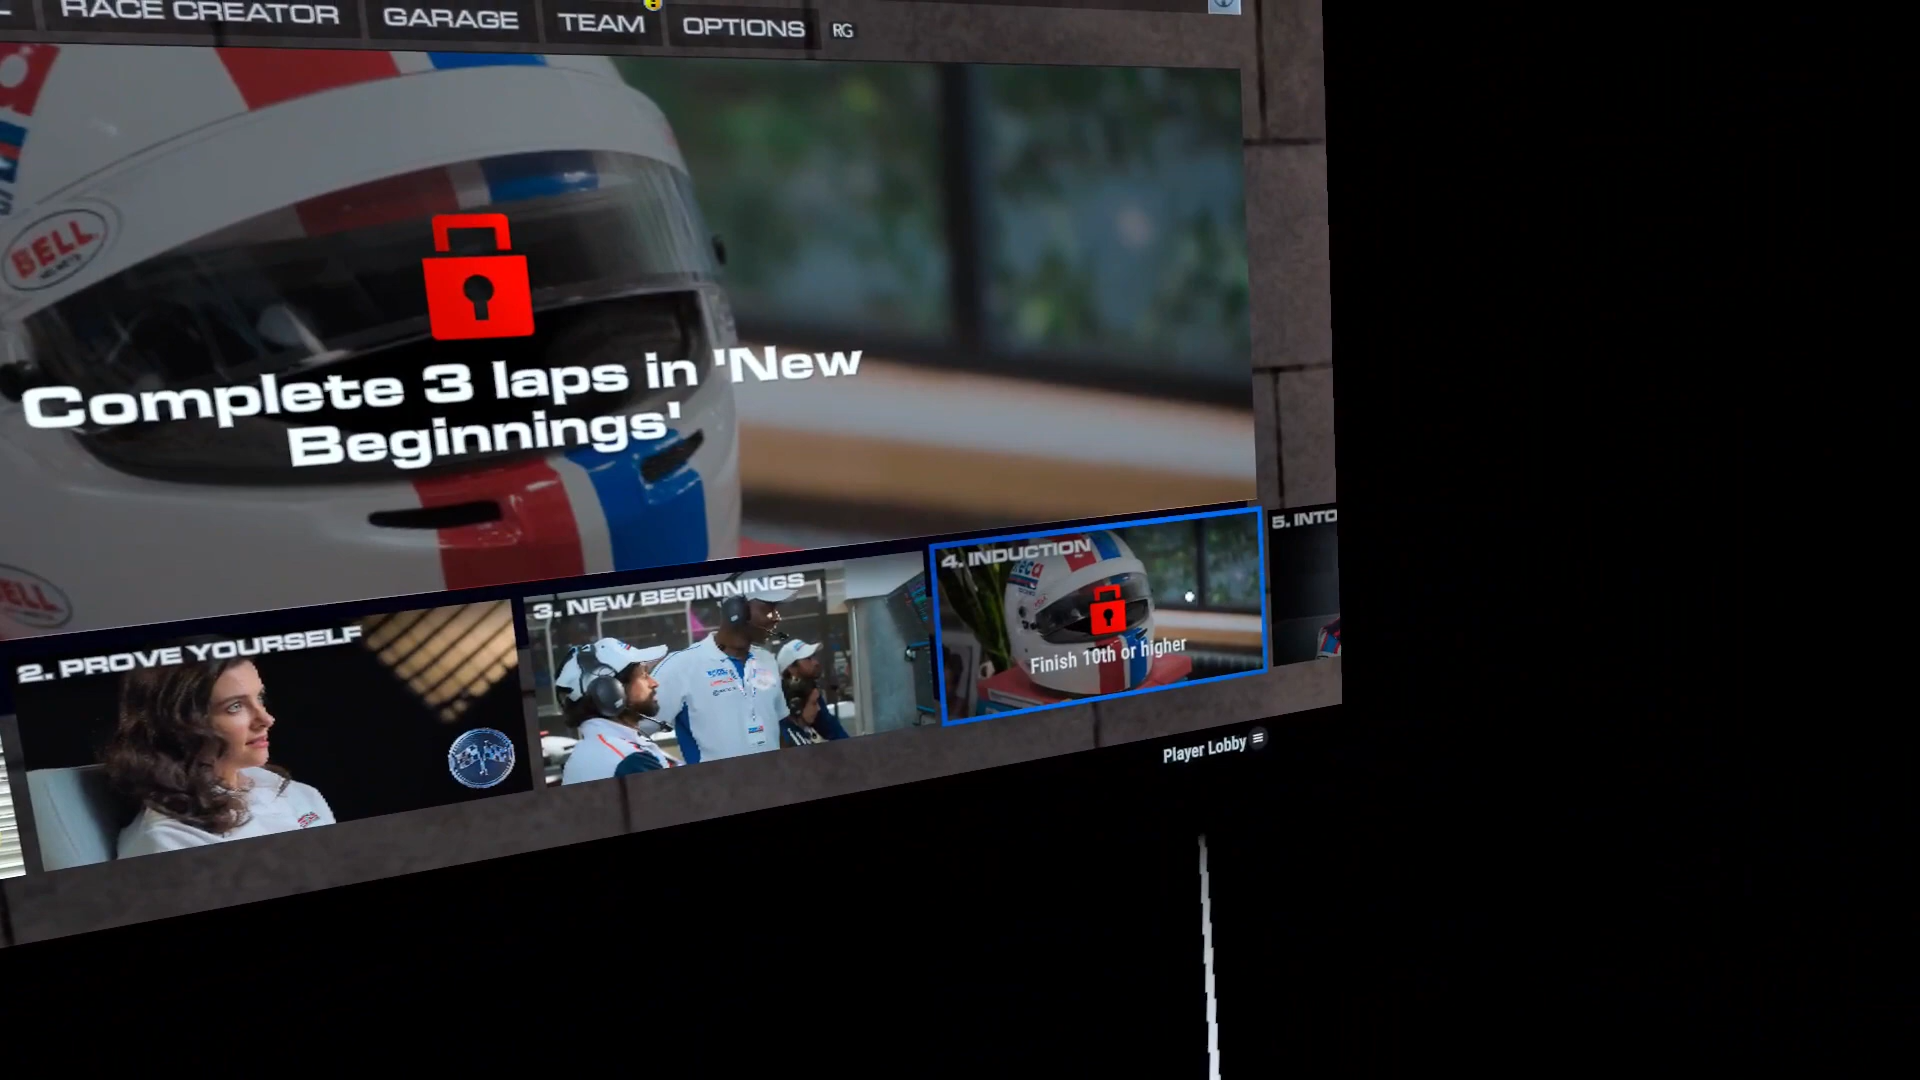 RACE CREATOR
GARAGE
TEAM
OPTIONS
RG
BELL
Complete 3 laps in 'New
Beginnings'
2. PROVE YOURSELF
3. NEW BEGINNINGS
4. INDUCTION
Finish 10th or higher
5. INTO
Player Lobby